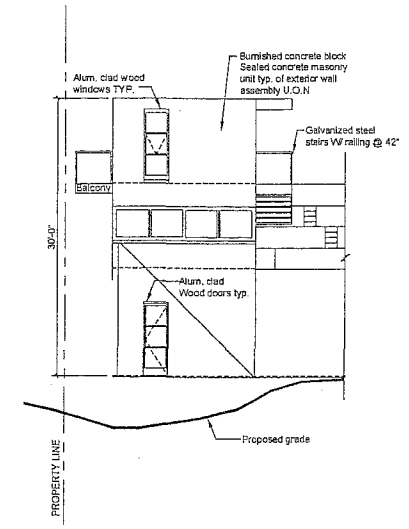 Burnished concrete block
Sealed concrete masonry
unit typ. of exterior wall
assembly U.O.N
Alum. clad wood
windows TYP.
Galvanized steel
stairs W/ railing @ 42"
Balcony
30'-0"
Alum. clad
Wood doors typ.
Proposed grade
PROPERTY LINE